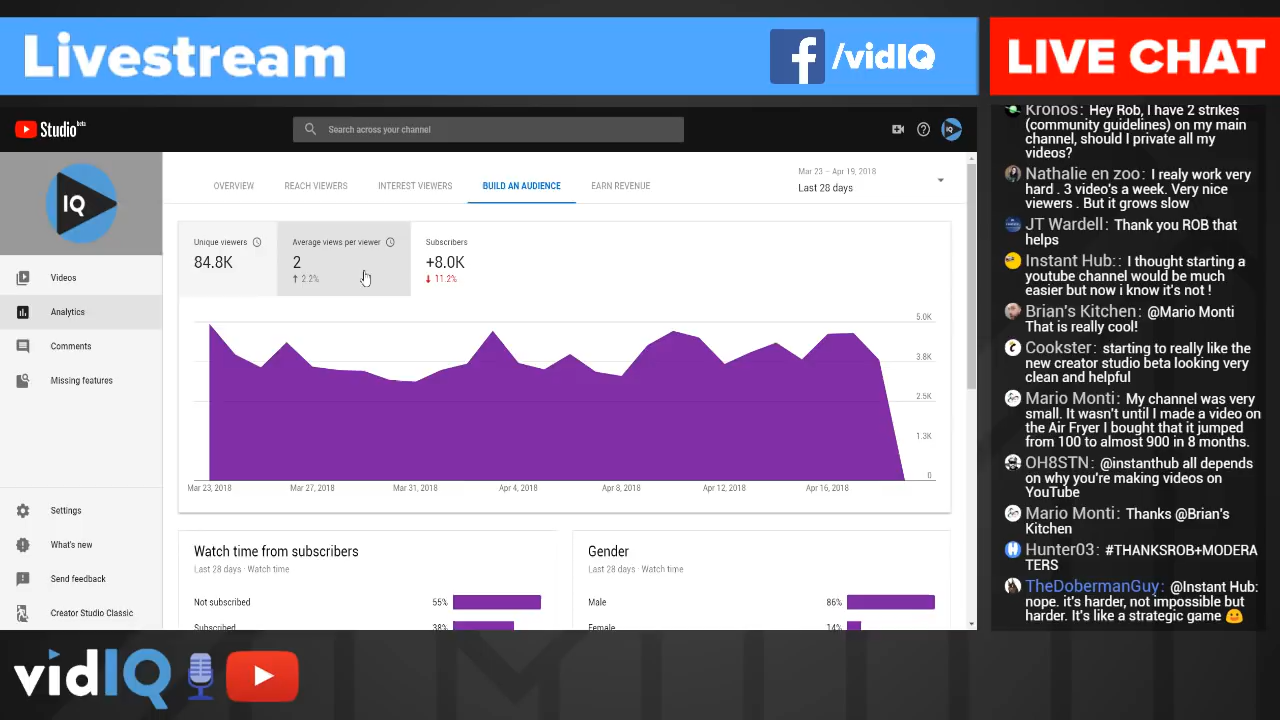 Livestream
f /vidIQ
LIVE CHAT
Studio beta
Search across your channel
IQ
IQ
Videos
Analytics
Comments
Missing features
Settings
What's new
Send feedback
Creator Studio Classic
OVERVIEW
REACH VIEWERS
INTEREST VIEWERS
BUILD AN AUDIENCE
EARN REVENUE
Mar 23 – Apr 19, 2018
Last 28 days
Unique viewers
84.8K
Average views per viewer
2
↑ 2.2%
Subscribers
+8.0K
↓ 11.2%
5.0K
3.8K
2.5K
1.3K
0
Mar 23, 2018
Mar 27, 2018
Mar 31, 2018
Apr 4, 2018
Apr 8, 2018
Apr 12, 2018
Apr 16, 2018
Watch time from subscribers
Last 28 days · Watch time
Not subscribed 55%
Subscribed 38%
Gender
Last 28 days · Watch time
Male 86%
Female 14%
Kronos: Hey Rob, I have 2 strikes
(community guidelines) on my main
channel, should I private all my
videos?
Nathalie en zoo: I realy work very
hard . 3 video's a week. Very nice
viewers . But it grows slow
JT Wardell: Thank you ROB that
helps
Instant Hub: I thought starting a
youtube channel would be much
easier but now i know it's not !
Brian's Kitchen: @Mario Monti
That is really cool!
Cookster: starting to really like the
new creator studio beta looking very
clean and helpful
Mario Monti: My channel was very
small. It wasn't until I made a video on
the Air Fryer I bought that it jumped
from 100 to almost 900 in 8 months.
OH8STN: @instanthub all depends
on why you're making videos on
YouTube
Mario Monti: Thanks @Brian's
Kitchen
Hunter03: #THANKSROB+MODERA
TERS
TheDobermanGuy: @Instant Hub:
nope. it's harder, not impossible but
harder. It's like a strategic game
vidIQ